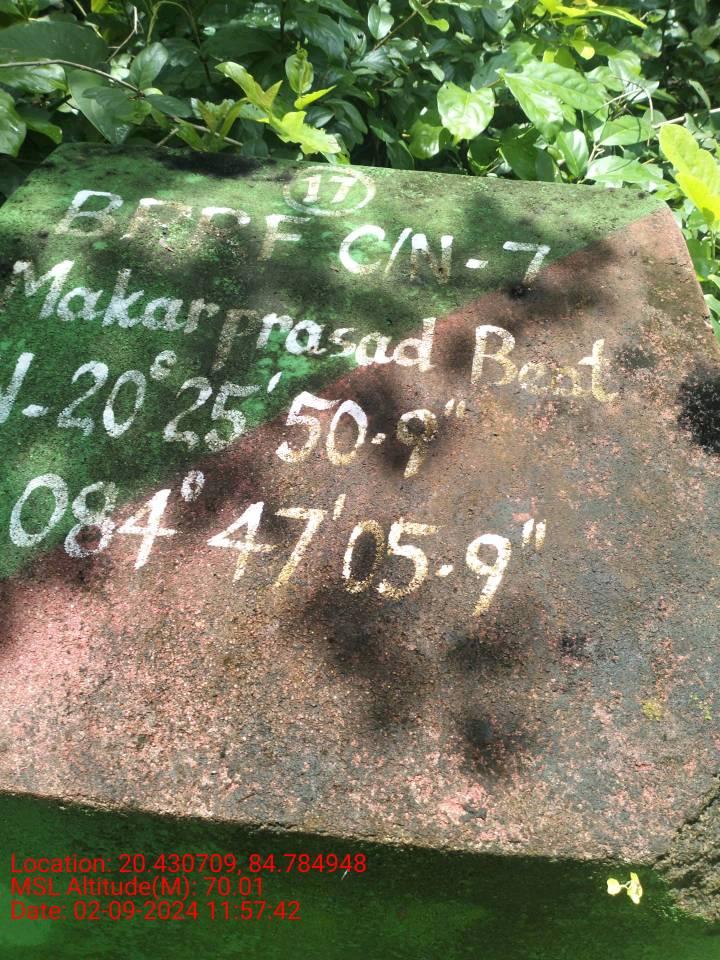 17
BPRF C/N-7
Makarprasad Beat
N-20° 25' 50.9"
084° 47' 05.9"
Location: 20.430709, 84.784948
MSL Altitude(M): 70.01
Date: 02-09-2024 11:57:42